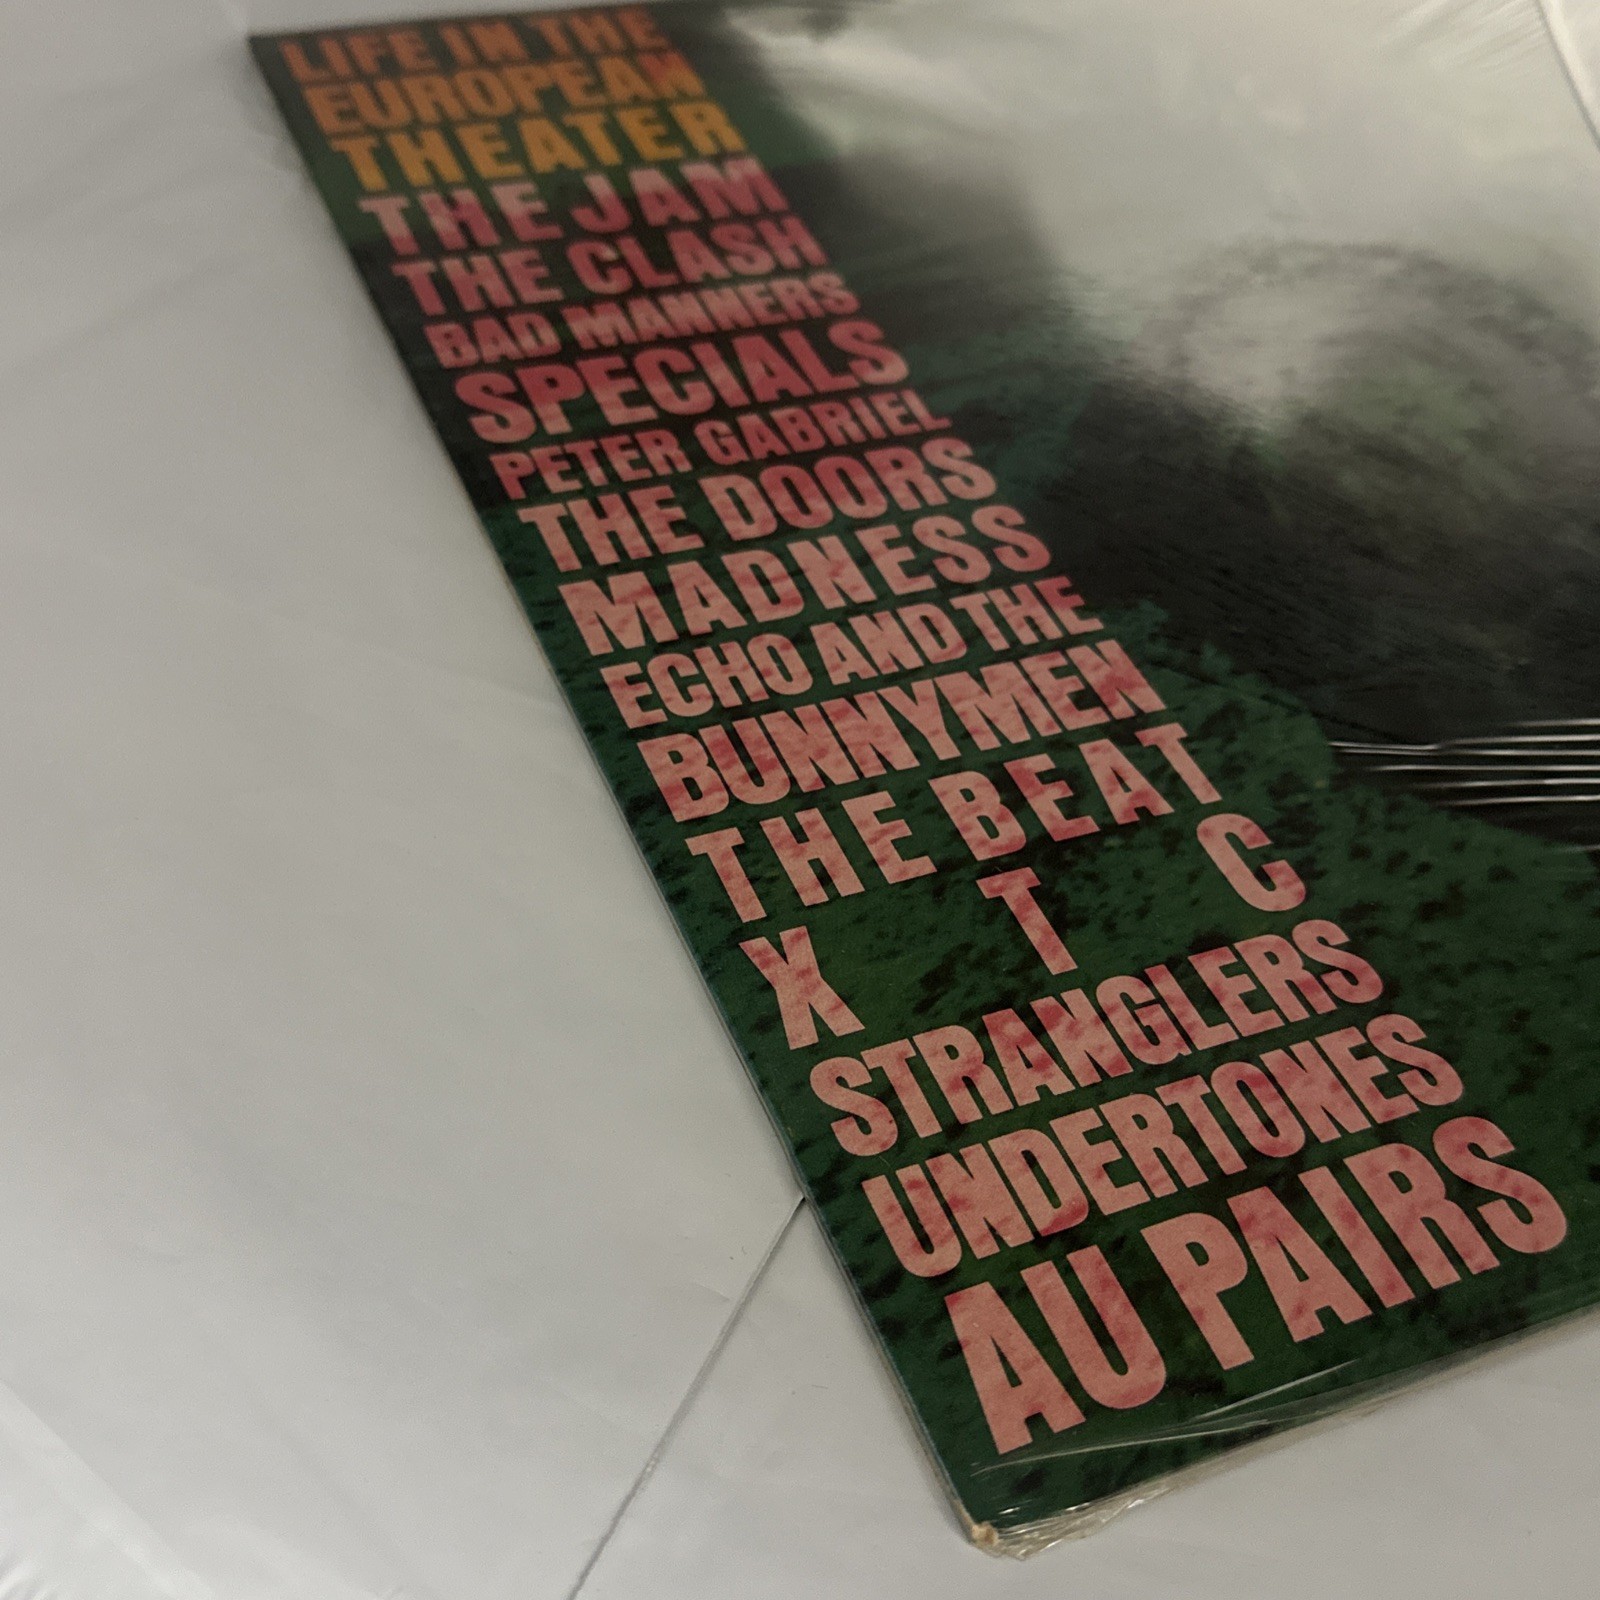 LIFE IN THE
EUROPEAN
THEATER
THE JAM
THE CLASH
BAD MANNERS
SPECIALS
PETER GABRIEL
THE DOORS
MADNESS
ECHO AND THE
BUNNYMEN
THE BEAT
X T C
STRANGLERS
UNDERTONES
AU PAIRS